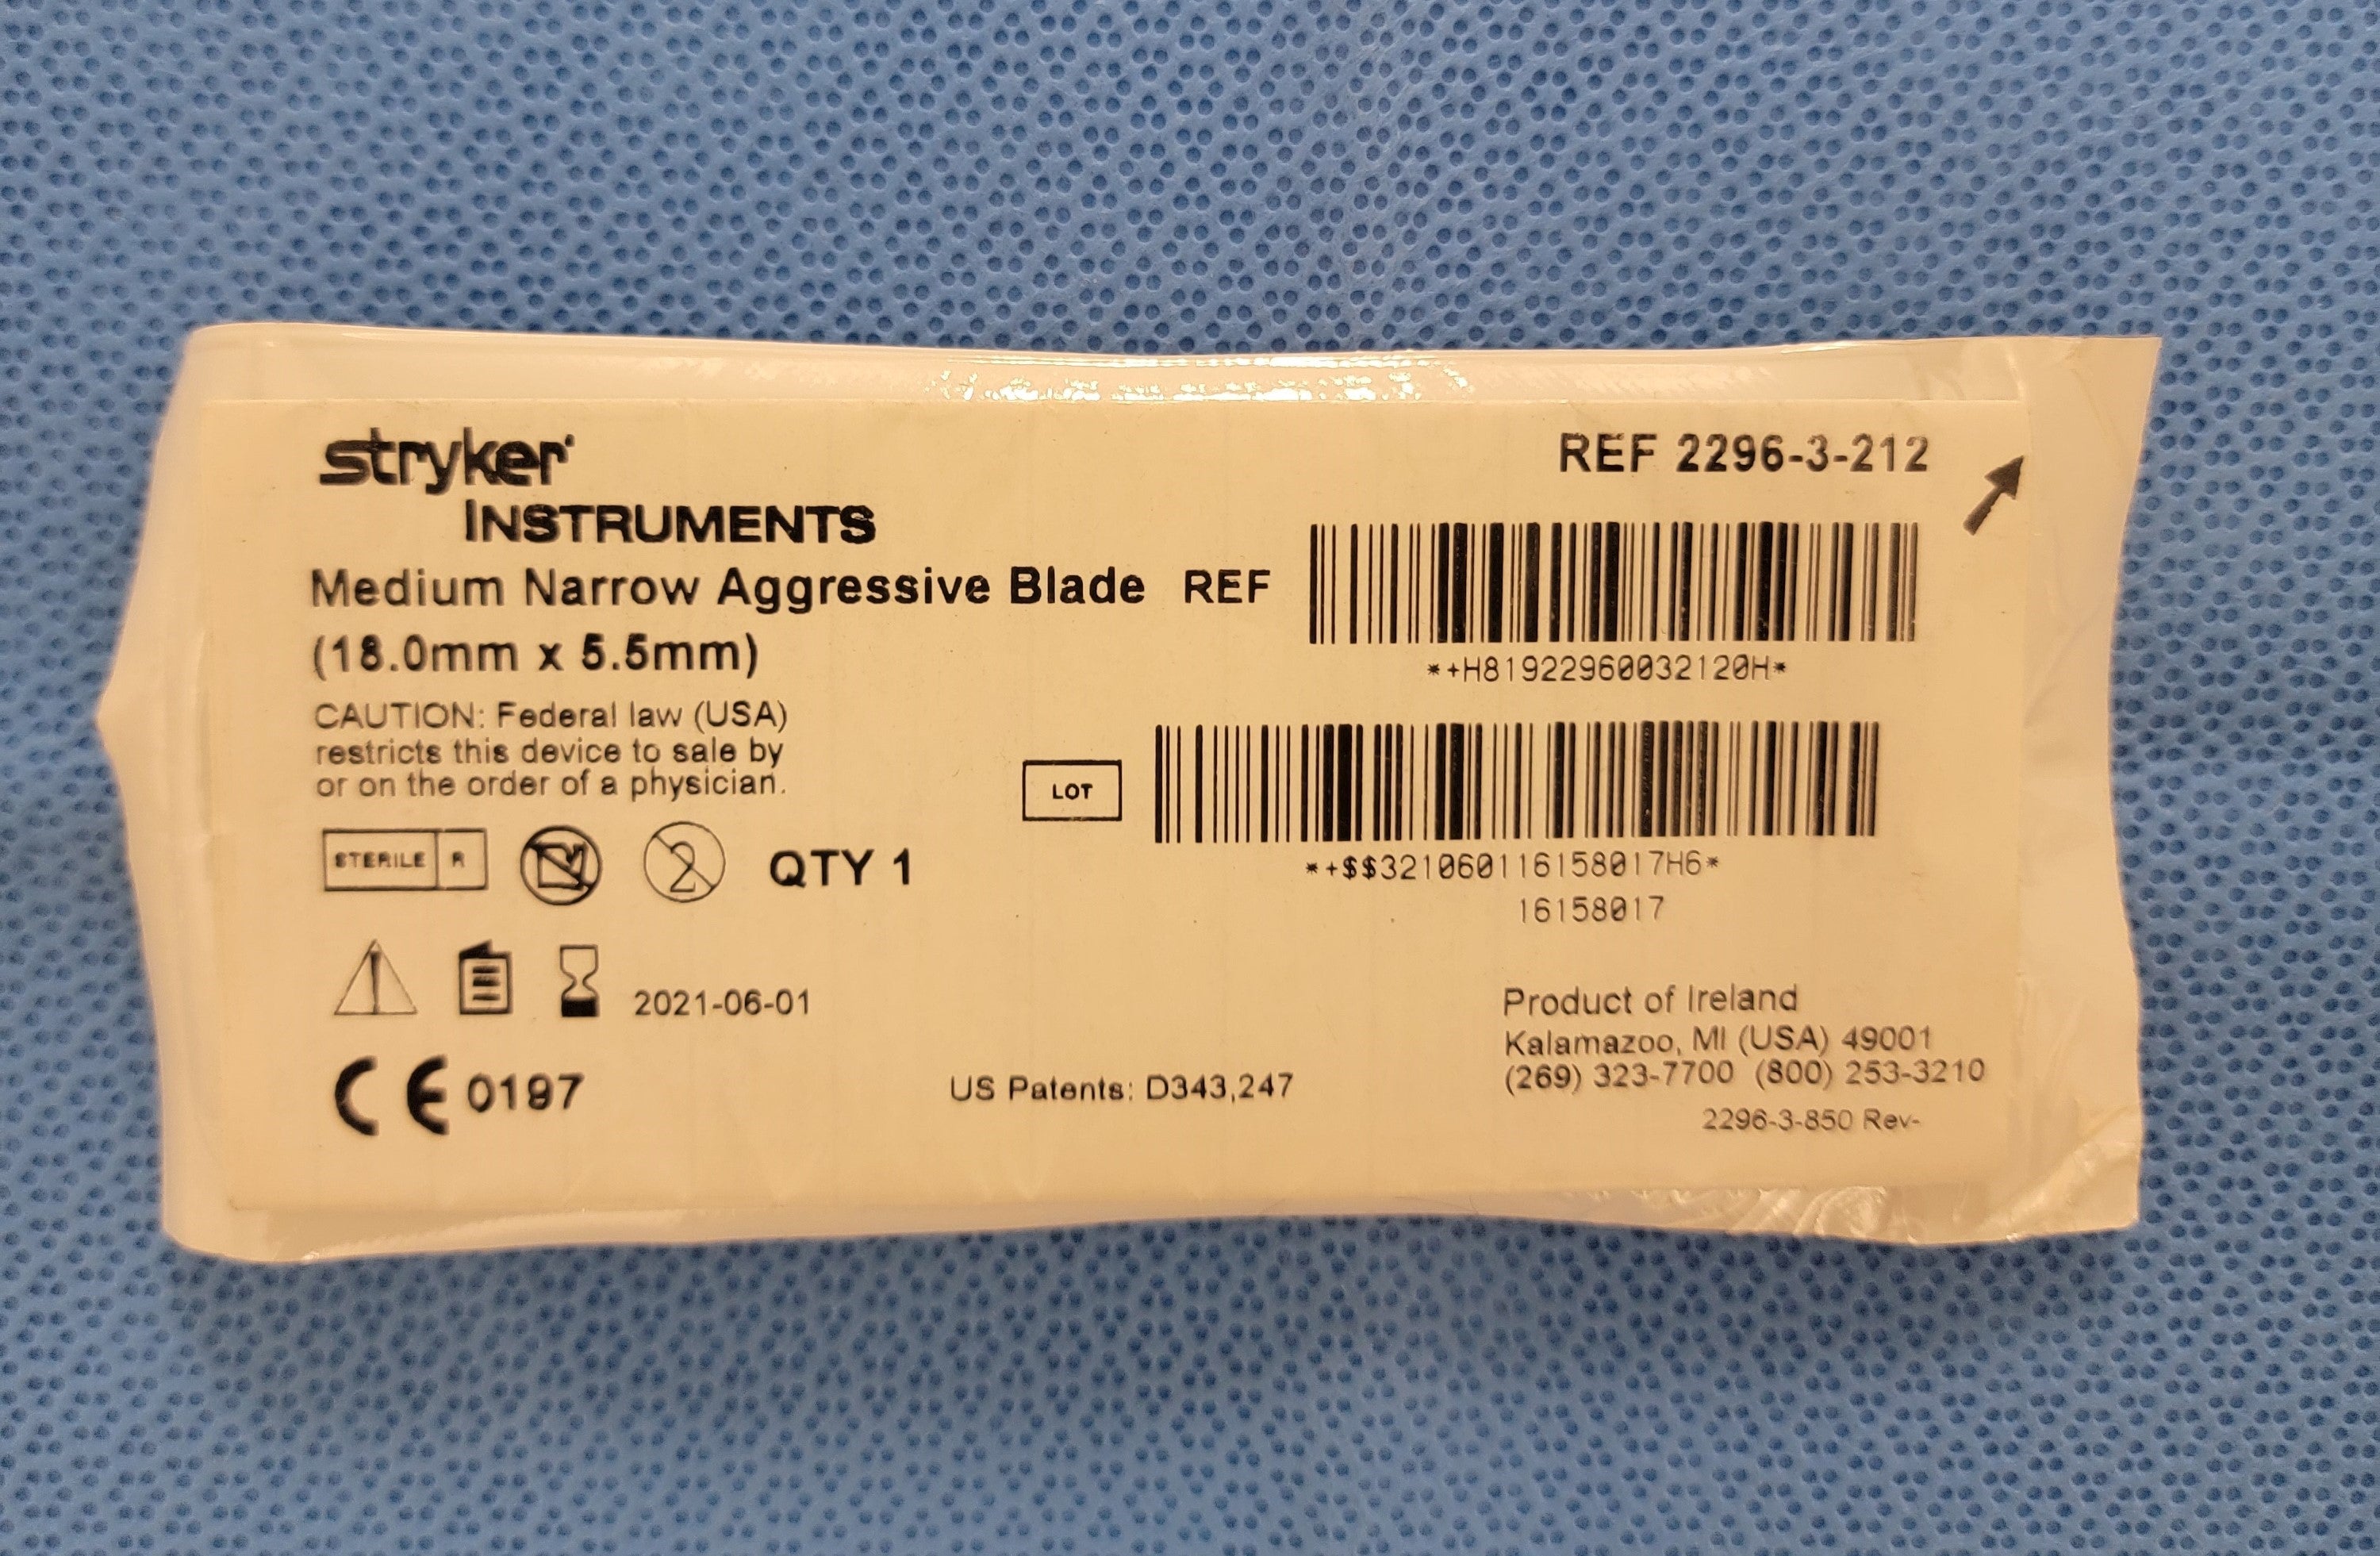 stryker
INSTRUMENTS
REF 2296-3-212
Medium Narrow Aggressive Blade REF
(18.0mm x 5.5mm)
*+H81922960032120H*
CAUTION: Federal law (USA)
restricts this device to sale by
or on the order of a physician.
LOT
*+$$321060116158017H6*
16158017
STERILE R
2
QTY 1
2021-06-01
CE 0197
US Patents: D343,247
Product of Ireland
Kalamazoo, MI (USA) 49001
(269) 323-7700 (800) 253-3210
2296-3-850 Rev-